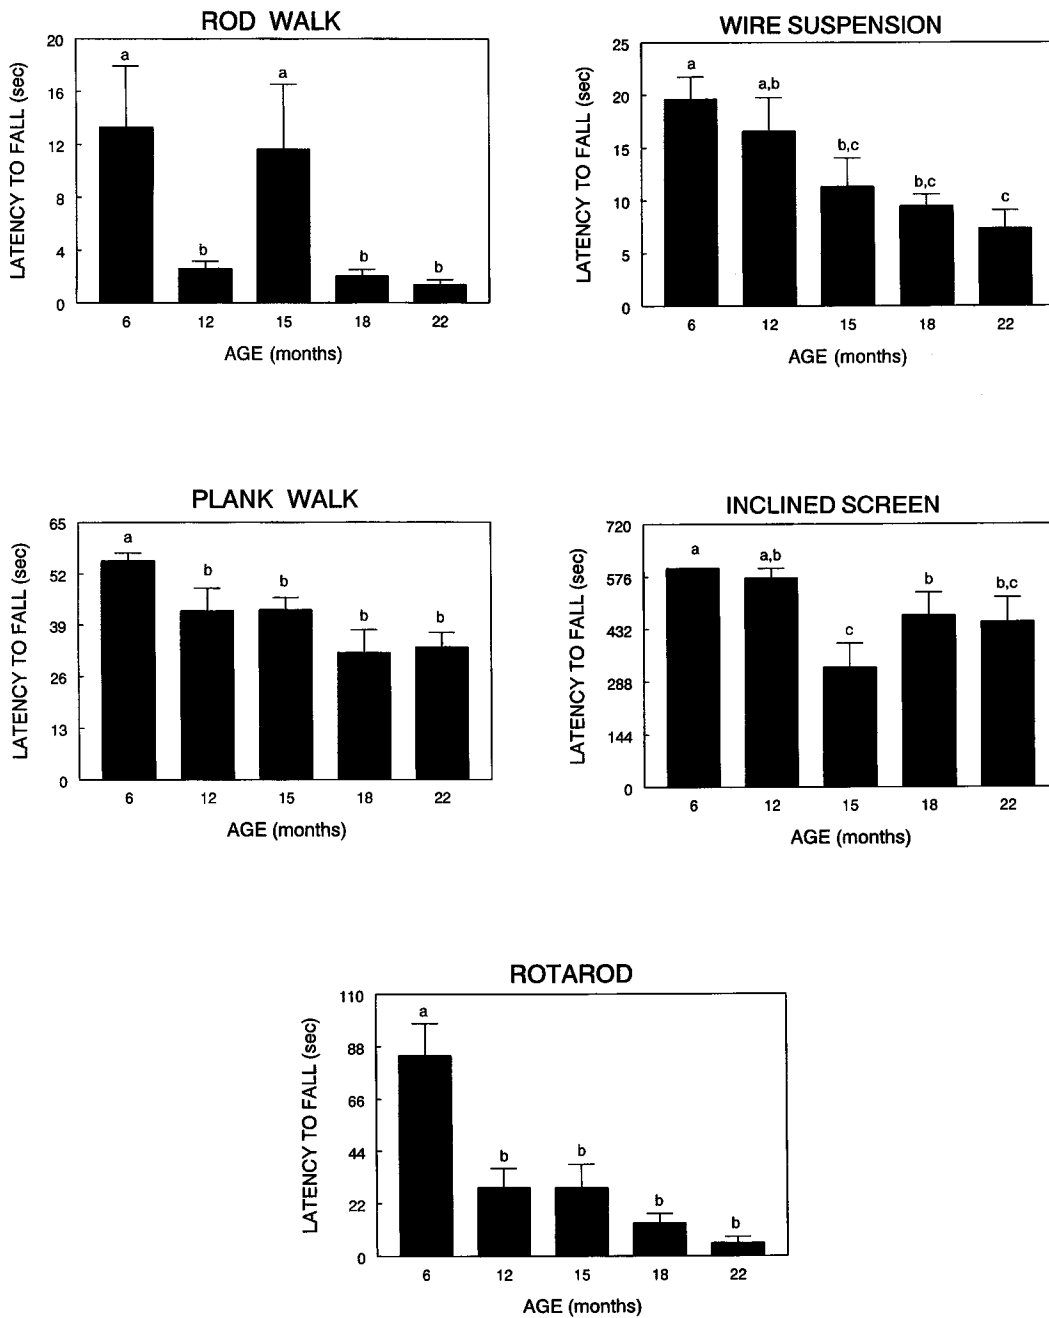 ROD WALK
LATENCY TO FALL (sec)
20
16
12
8
4
0
a
b
a
b
b
6 12 15 18 22
AGE (months)
WIRE SUSPENSION
LATENCY TO FALL (sec)
25
20
15
10
5
0
a
a,b
b,c
b,c
c
6 12 15 18 22
AGE (months)
PLANK WALK
LATENCY TO FALL (sec)
65
52
39
26
13
0
a
b
b
b
b
6 12 15 18 22
AGE (months)
INCLINED SCREEN
LATENCY TO FALL (sec)
720
576
432
288
144
0
a
a,b
c
b
b,c
6 12 15 18 22
AGE (months)
ROTAROD
LATENCY TO FALL (sec)
110
88
66
44
22
0
a
b
b
b
b
6 12 15 18 22
AGE (months)